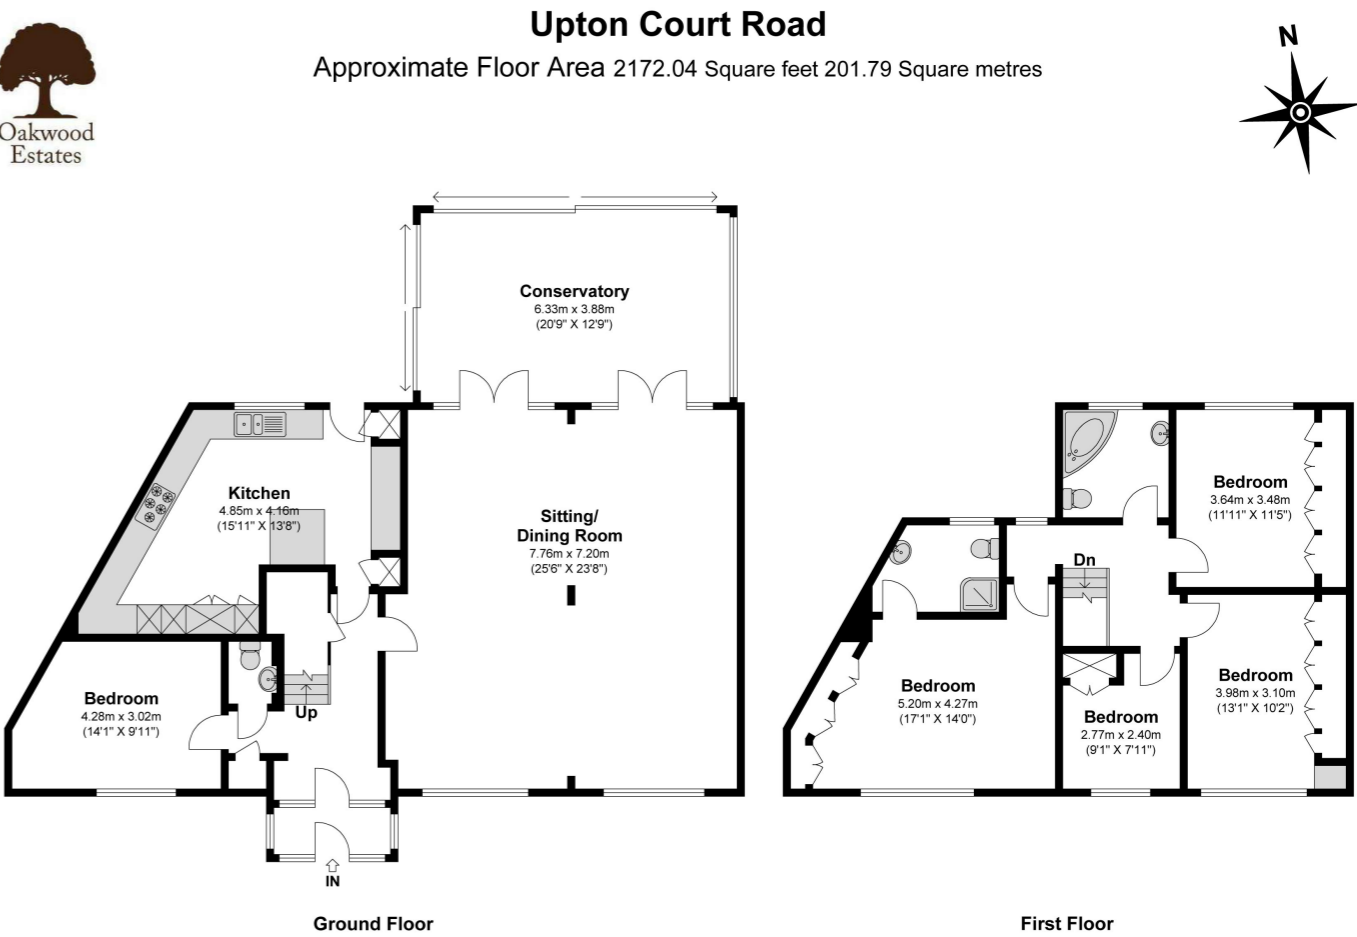 Upton Court Road
Approximate Floor Area 2172.04 Square feet 201.79 Square metres
Oakwood
Estates
N
Conservatory
6.33m x 3.88m
(20'9" X 12'9")
Kitchen
4.85m x 4.16m
(15'11" X 13'8")
Sitting/
Dining Room
7.76m x 7.20m
(25'6" X 23'8")
Bedroom
4.28m x 3.02m
(14'1" X 9'11")
Up
IN
Ground Floor
Bedroom
3.64m x 3.48m
(11'11" X 11'5")
Dn
Bedroom
5.20m x 4.27m
(17'1" X 14'0")
Bedroom
2.77m x 2.40m
(9'1" X 7'11")
Bedroom
3.98m x 3.10m
(13'1" X 10'2")
First Floor